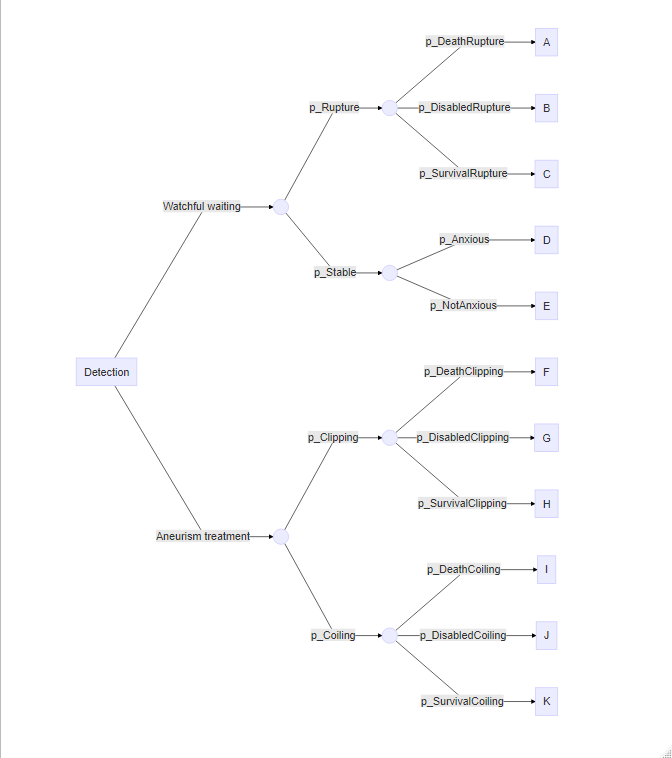 p_DeathRupture
A
p_Rupture
p_DisabledRupture
B
p_SurvivalRupture
C
Watchful waiting
p_Anxious
D
p_Stable
p_NotAnxious
E
Detection
p_DeathClipping
F
p_Clipping
p_DisabledClipping
G
p_SurvivalClipping
H
Aneurism treatment
p_DeathCoiling
I
p_Coiling
p_DisabledCoiling
J
p_SurvivalCoiling
K